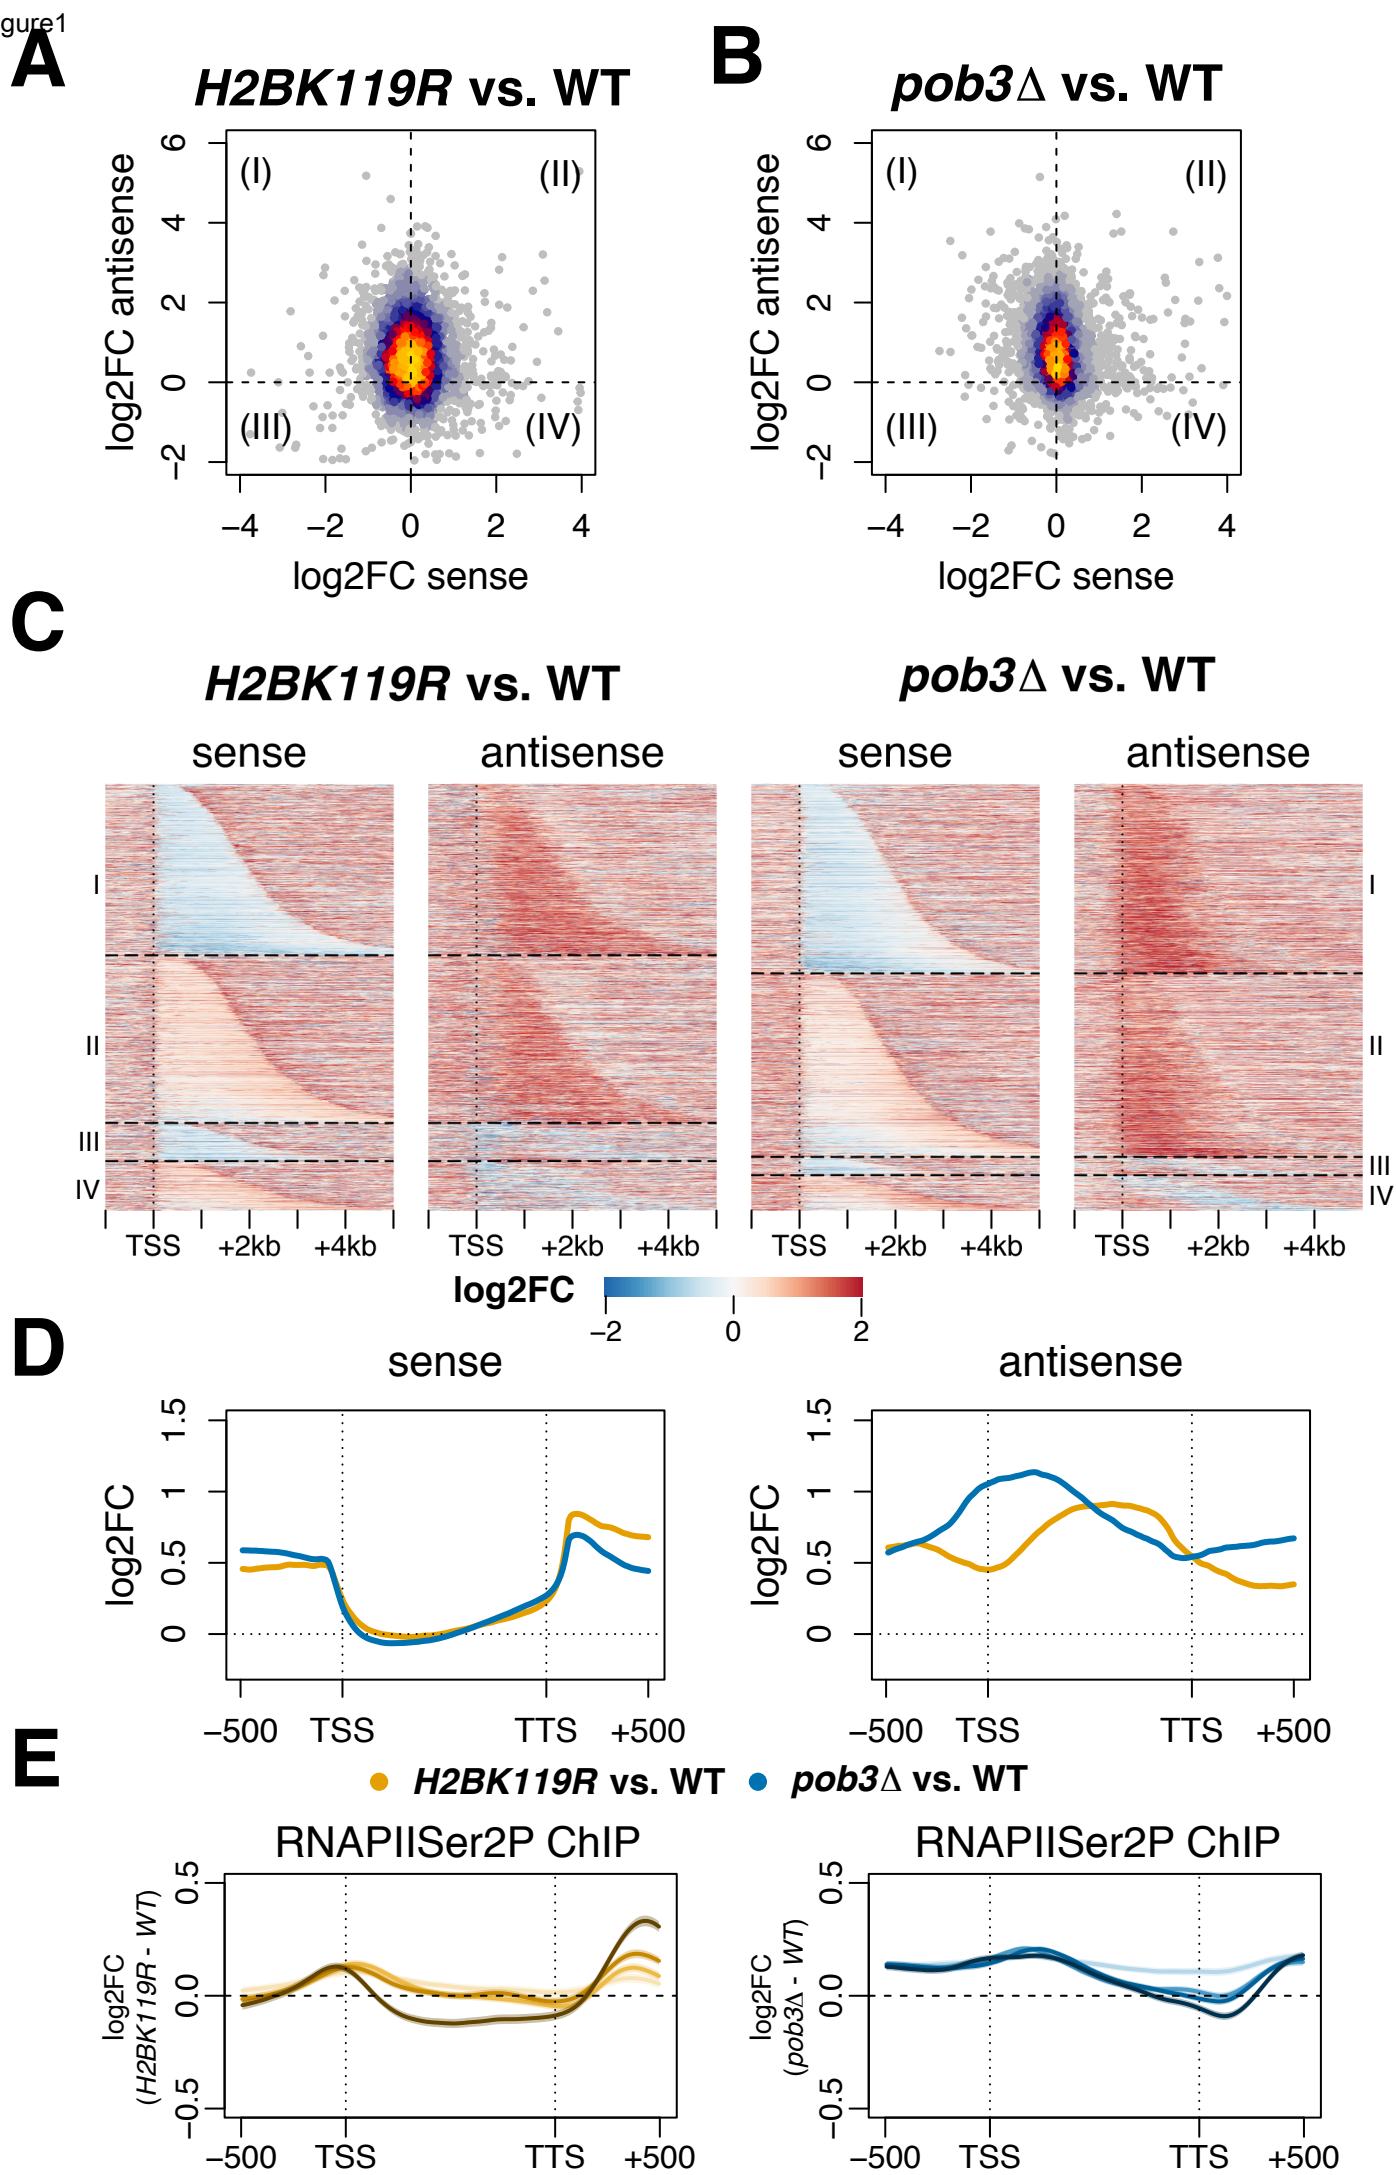 gure1
A
H2BK119R vs. WT
(I)
(II)
(III)
(IV)
6
4
2
0
−2
log2FC antisense
−4 −2 0 2 4
log2FC sense
B
pob3Δ vs. WT
(I)
(II)
(III)
(IV)
6
4
2
0
−2
log2FC antisense
−4 −2 0 2 4
log2FC sense
C
H2BK119R vs. WT
pob3Δ vs. WT
sense
antisense
sense
antisense
I
II
III
IV
I
II
III
IV
TSS +2kb +4kb
TSS +2kb +4kb
TSS +2kb +4kb
TSS +2kb +4kb
log2FC
−2 0 2
D
sense
log2FC
1.5
1
0.5
0
−500 TSS TTS +500
antisense
log2FC
1.5
1
0.5
0
−500 TSS TTS +500
H2BK119R vs. WT
pob3Δ vs. WT
E
RNAPIISer2P ChIP
log2FC
(H2BK119R - WT)
0.5
0.0
−0.5
−500 TSS TTS +500
RNAPIISer2P ChIP
log2FC
(pob3Δ - WT)
0.5
0.0
−0.5
−500 TSS TTS +500